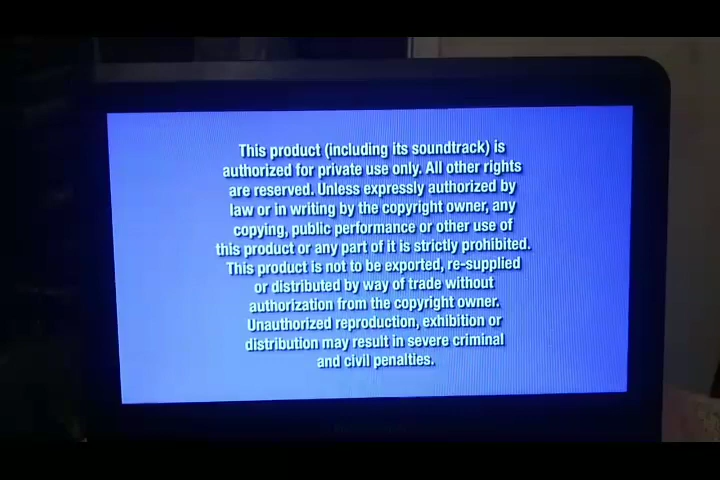 This product (including its soundtrack) is
authorized for private use only. All other rights
are reserved. Unless expressly authorized by
law or in writing by the copyright owner, any
copying, public performance or other use of
this product or any part of it is strictly prohibited.
This product is not to be exported, re-supplied
or distributed by way of trade without
authorization from the copyright owner.
Unauthorized reproduction, exhibition or
distribution may result in severe criminal
and civil penalties.